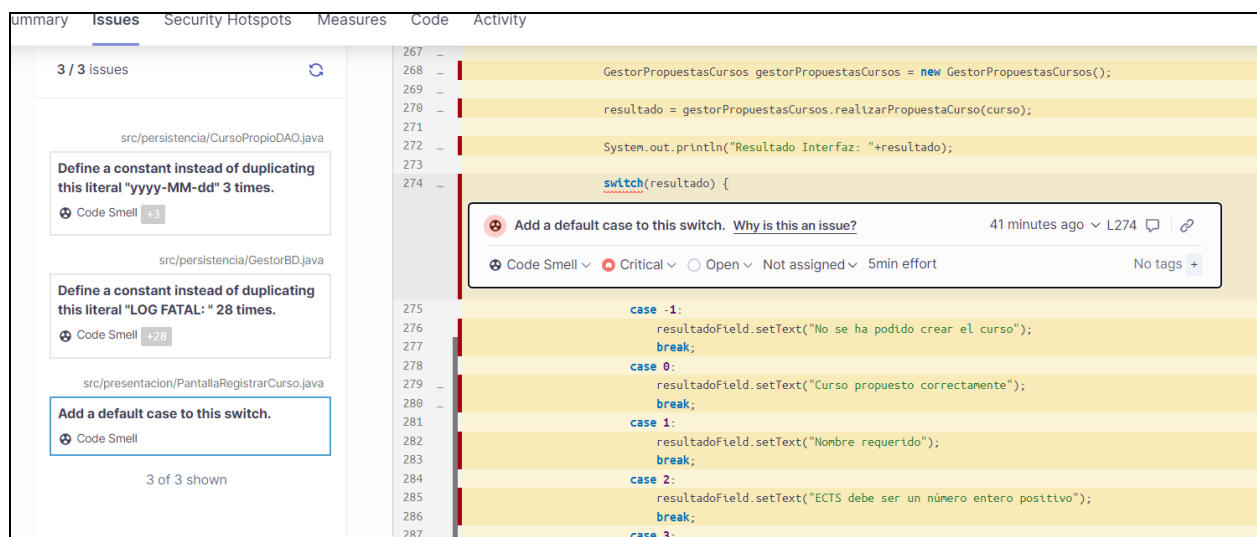 ummary Issues Security Hotspots Measures Code Activity
3 / 3 issues
src/persistencia/CursoPropioDAO.java
Define a constant instead of duplicating
this literal "yyyy-MM-dd" 3 times.
Code Smell +3
src/persistencia/GestorBD.java
Define a constant instead of duplicating
this literal "LOG FATAL: " 28 times.
Code Smell +28
src/presentacion/PantallaRegistrarCurso.java
Add a default case to this switch.
Code Smell
3 of 3 shown
267 …
268 … GestorPropuestasCursos gestorPropuestasCursos = new GestorPropuestasCursos();
269 …
270 … resultado = gestorPropuestasCursos.realizarPropuestaCurso(curso);
271
272 … System.out.println("Resultado Interfaz: "+resultado);
273
274 … switch(resultado) {
Add a default case to this switch. Why is this an issue? 41 minutes ago L274
Code Smell Critical Open Not assigned 5min effort No tags +
275 case -1:
276 resultadoField.setText("No se ha podido crear el curso");
277 break;
278 case 0:
279 … resultadoField.setText("Curso propuesto correctamente");
280 … break;
281 case 1:
282 resultadoField.setText("Nombre requerido");
283 break;
284 case 2:
285 resultadoField.setText("ECTS debe ser un número entero positivo");
286 break;
287 case 3: